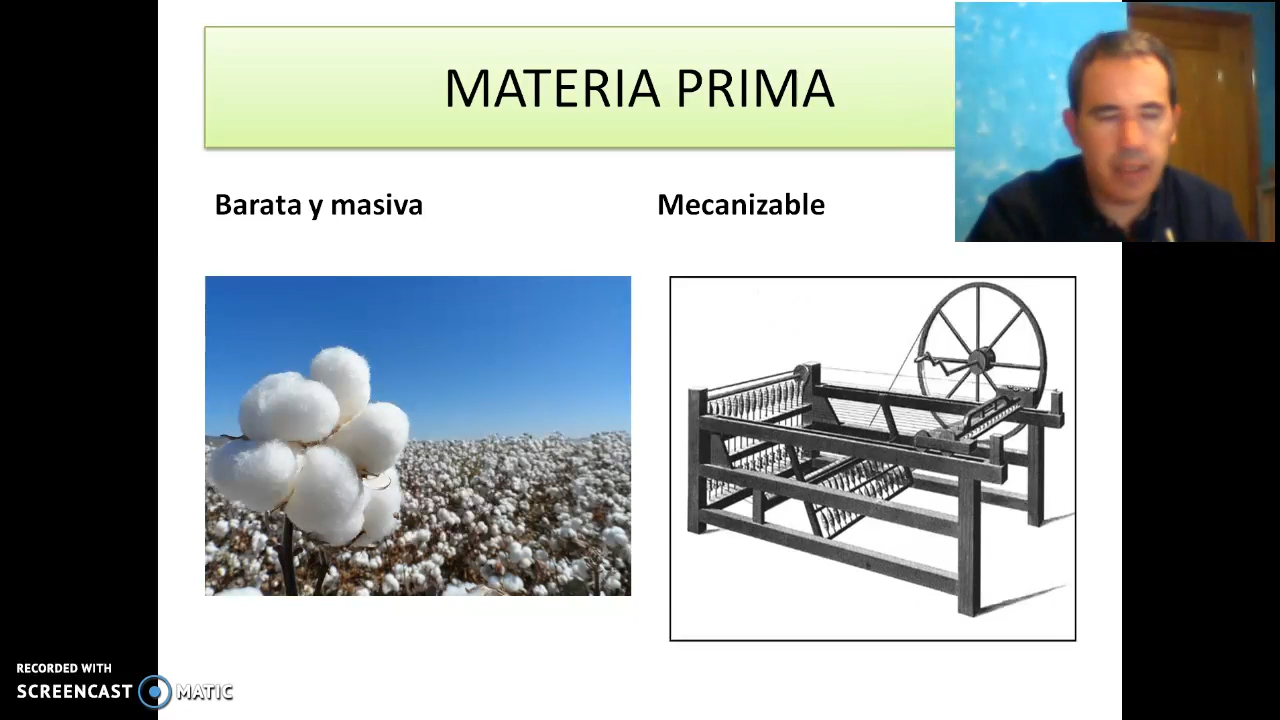 MATERIA PRIMA
Barata y masiva
Mecanizable
RECORDED WITH
SCREENCAST MATIC